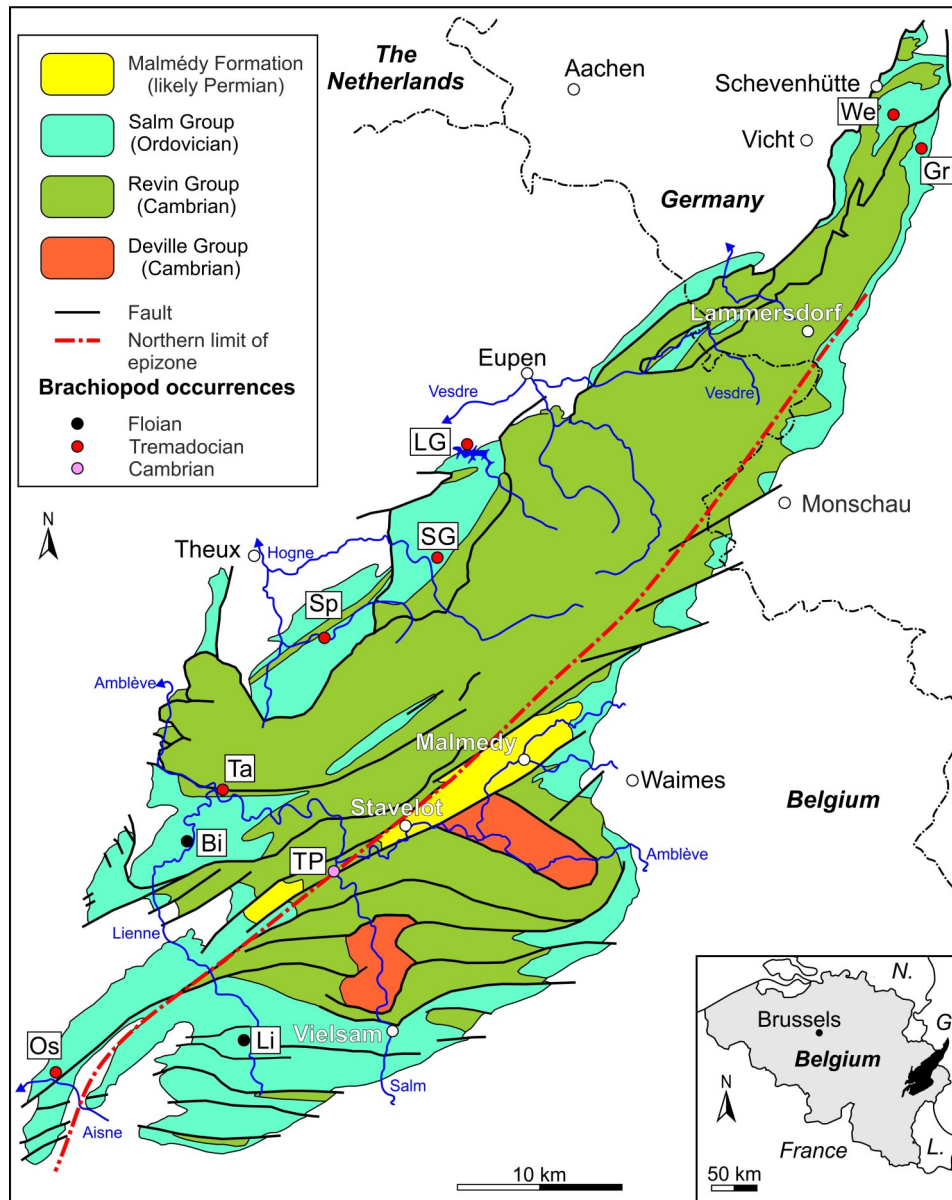 Malmédy Formation
(likely Permian)
Salm Group
(Ordovician)
Revin Group
(Cambrian)
Deville Group
(Cambrian)
Fault
Northern limit of
epizone
Brachiopod occurrences
Floian
Tremadocian
Cambrian
The
Netherlands
Aachen
Schevenhütte
We
Vicht
Gr
Germany
Lammersdorf
Eupen
Vesdre
Vesdre
LG
Monschau
N
Theux
Hogne
SG
Sp
Amblève
Malmedy
Ta
Waimes
Stavelot
Belgium
Bi
TP
Amblève
Lienne
Vielsam
Os
Li
Salm
Aisne
10 km
N.
Brussels
G.
Belgium
N
France
L.
50 km